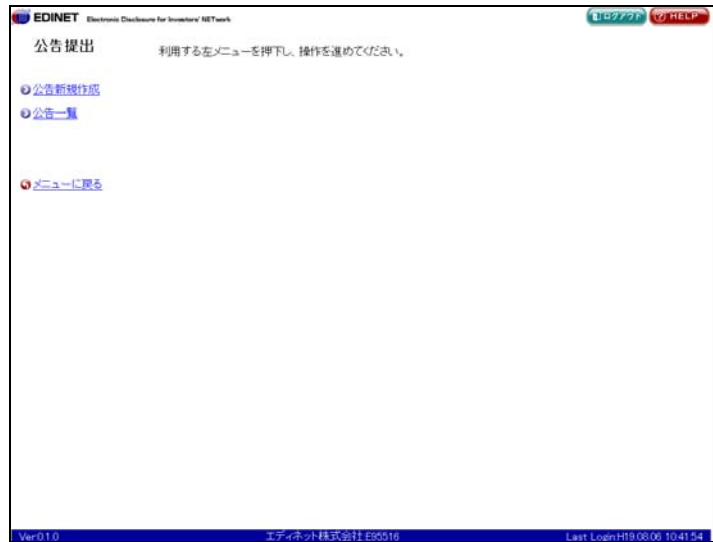 EDINET Electronic Disclosure for Investors' NETwork
ログアウト
HELP
公告提出
利用する左メニューを押下し、操作を進めてください。
公告新規作成
公告一覧
メニューに戻る
Ver0.1.0
エディネット株式会社:E95516
Last Login:H19.08.06 10:41:54